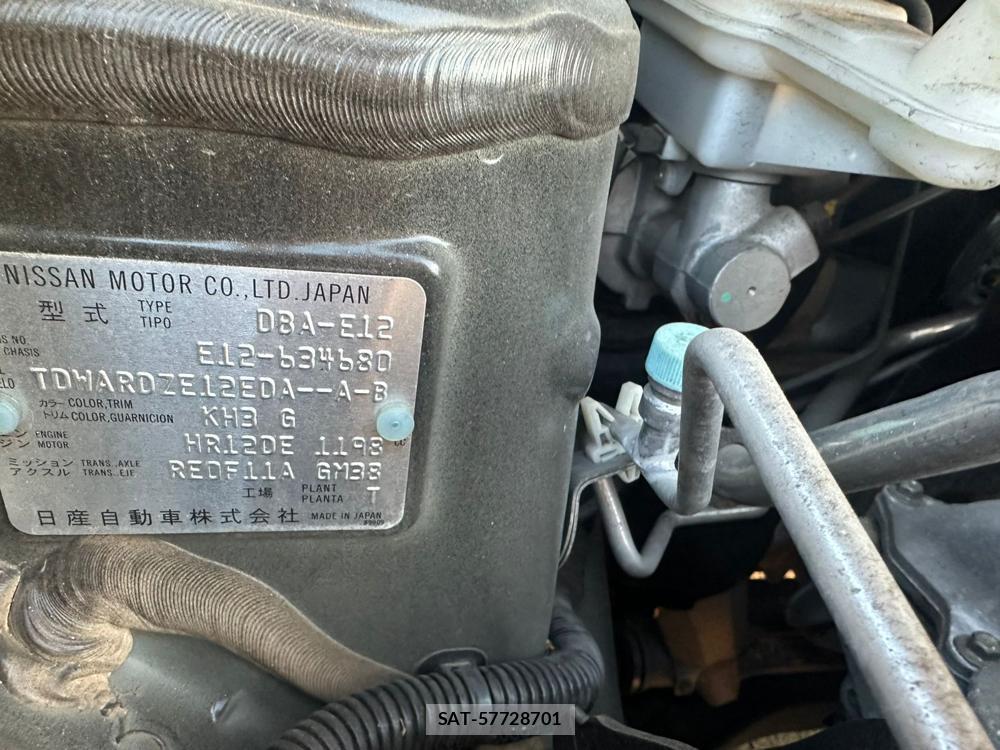 NISSAN MOTOR CO.,LTD.JAPAN
型式 TYPE TIPO DBA-E12
NO. CHASIS E12-634680
TDWARDZE12EDA--A-B
カラー COLOR,TRIM
トリム COLOR,GUARNICION KH3 G
ENGINE MOTOR HR12DE 1198 CC
ミッション TRANS.AXLE
アクスル TRANS.EJE RE0F11A GM38
工場 PLANT PLANTA T
日産自動車株式会社 MADE IN JAPAN
SAT-57728701